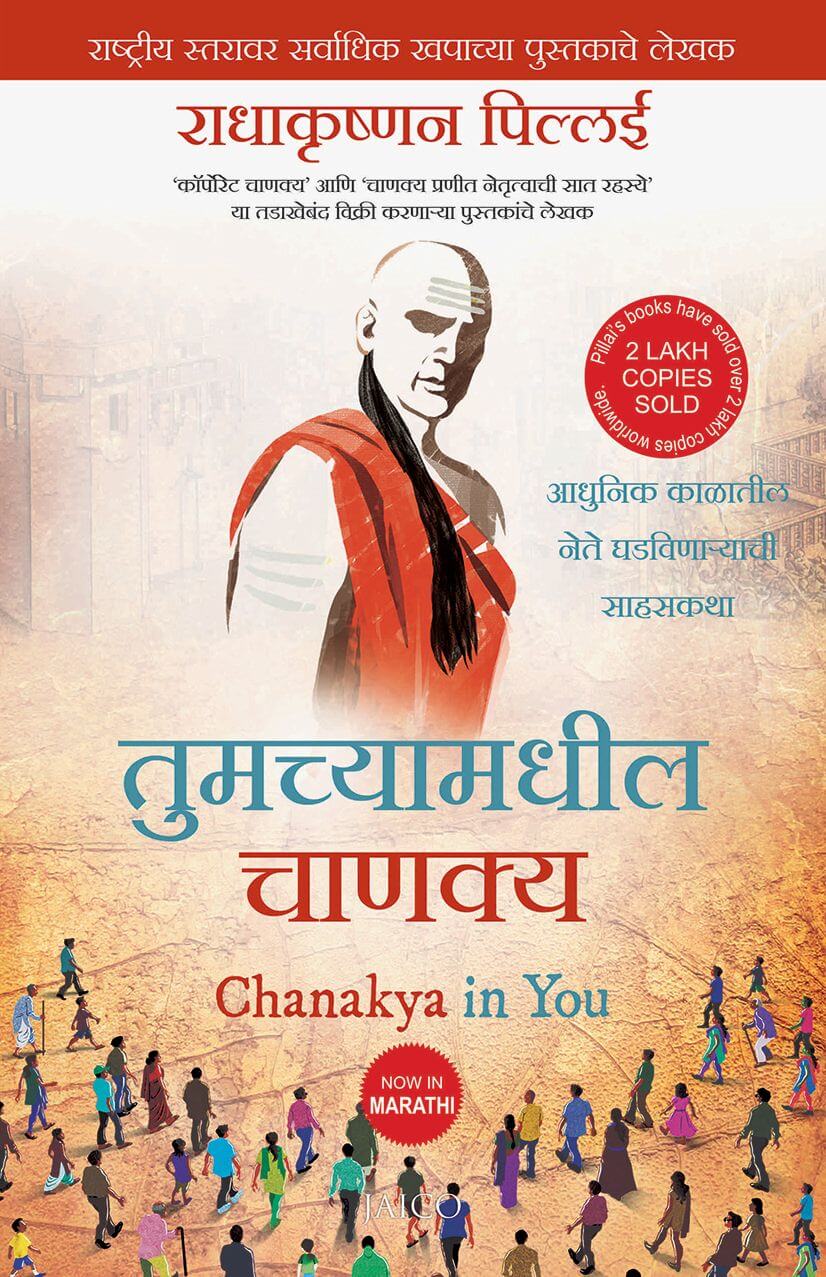 राष्ट्रीय स्तरावर सर्वाधिक खपाच्या पुस्तकाचे लेखक
राधाकृष्णन पिल्लई
‘कॉर्पोरेट चाणक्य’ आणि ‘चाणक्य प्रणीत नेतृत्वाची सात रहस्ये’
या तडाखेबंद विक्री करणाऱ्या पुस्तकांचे लेखक
Pillai's books have sold over 2 lakh copies worldwide.
2 LAKH
COPIES
SOLD
आधुनिक काळातील
नेते घडविणाऱ्याची
साहसकथा
तुमच्यामधील
चाणक्य
Chanakya in You
NOW IN
MARATHI
JAICO